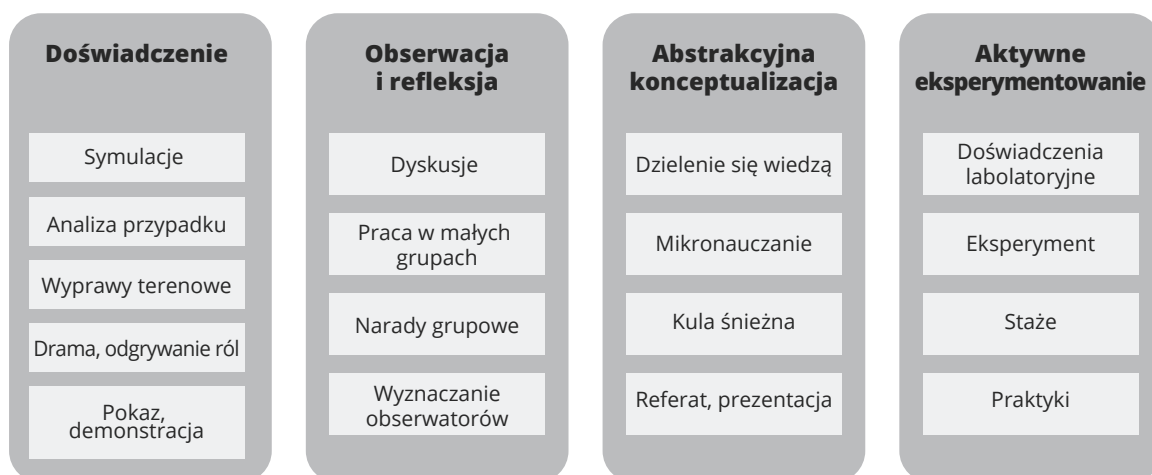 Doświadczenie
Symulacje
Analiza przypadku
Wyprawy terenowe
Drama, odgrywanie ról
Pokaz,
demonstracja
Obserwacja
i refleksja
Dyskusje
Praca w małych
grupach
Narady grupowe
Wyznaczanie
obserwatorów
Abstrakcyjna
konceptualizacja
Dzielenie się wiedzą
Mikronauczanie
Kula śnieżna
Referat, prezentacja
Aktywne
eksperymentowanie
Doświadczenia
labolatoryjne
Eksperyment
Staże
Praktyki